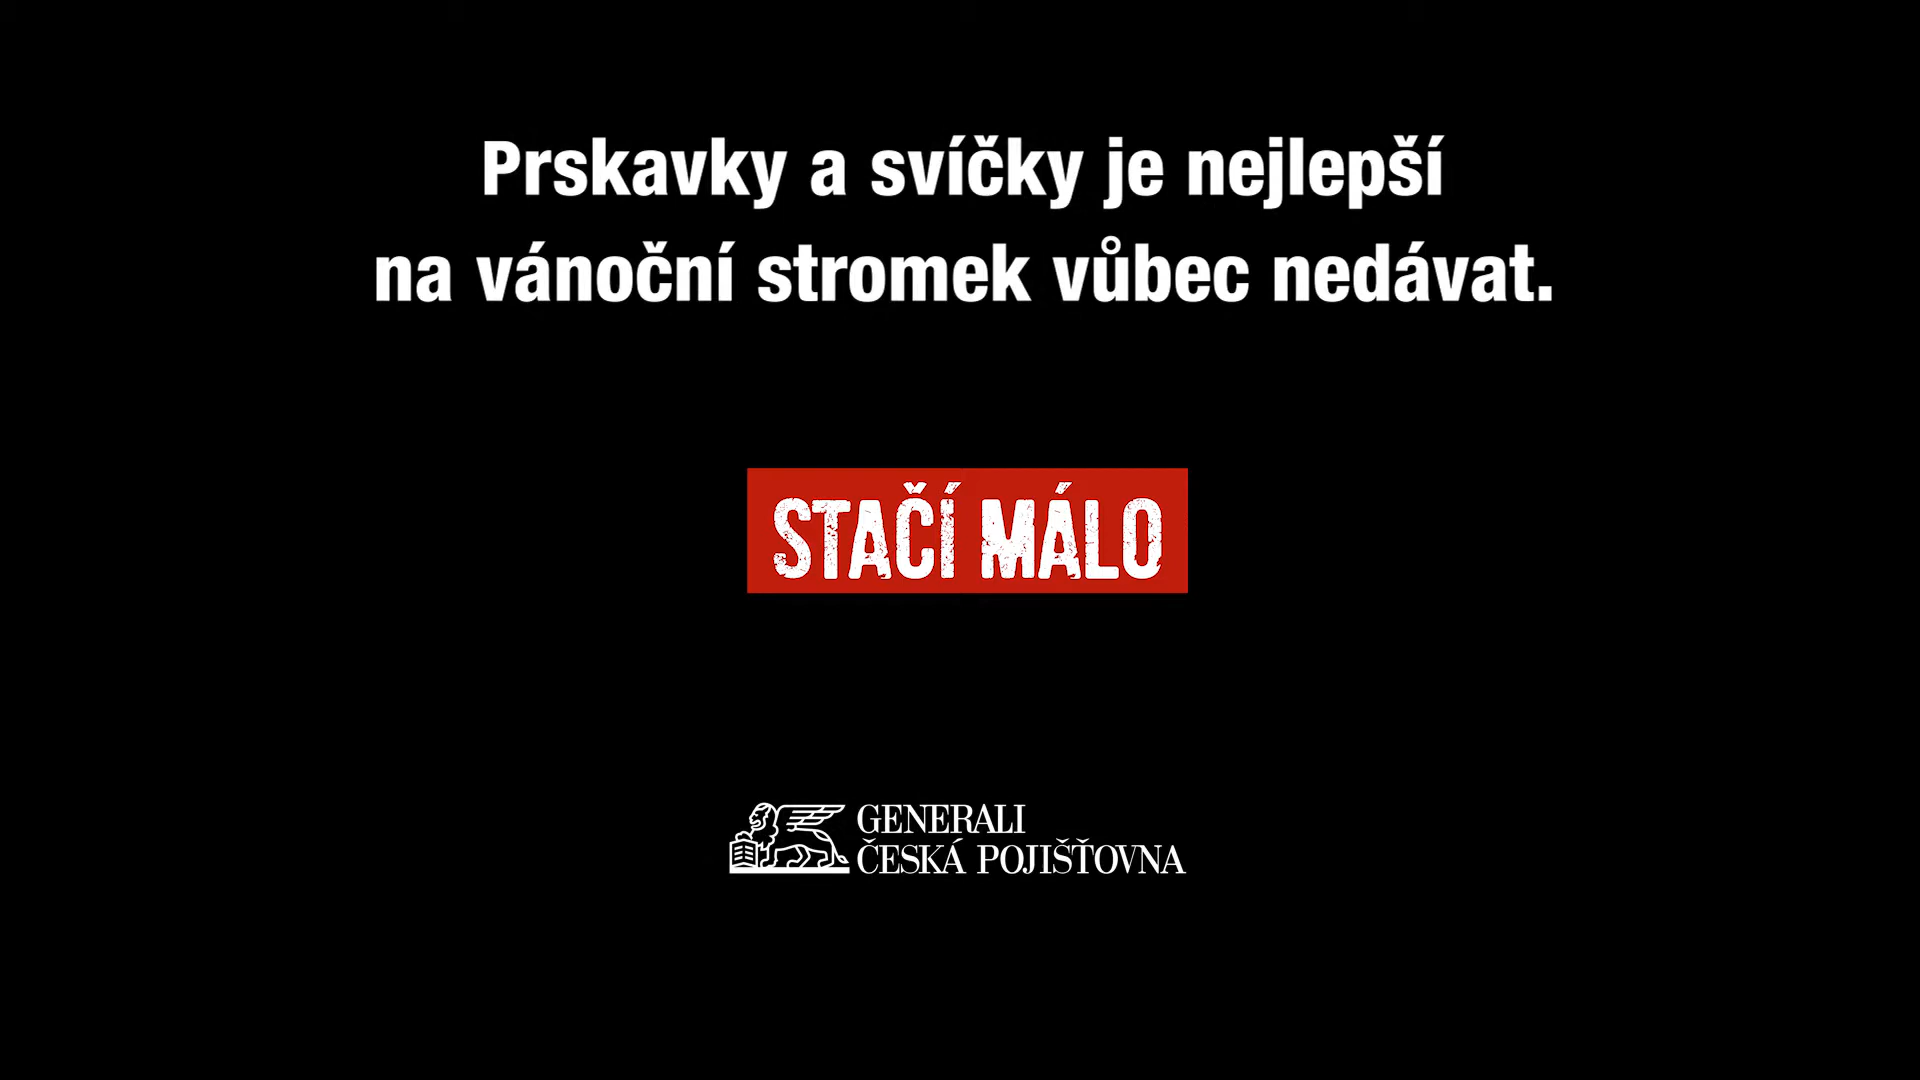 Prskavky a svíčky je nejlepší
na vánoční stromek vůbec nedávat.
STAČÍ MÁLO
GENERALI
ČESKÁ POJIŠŤOVNA